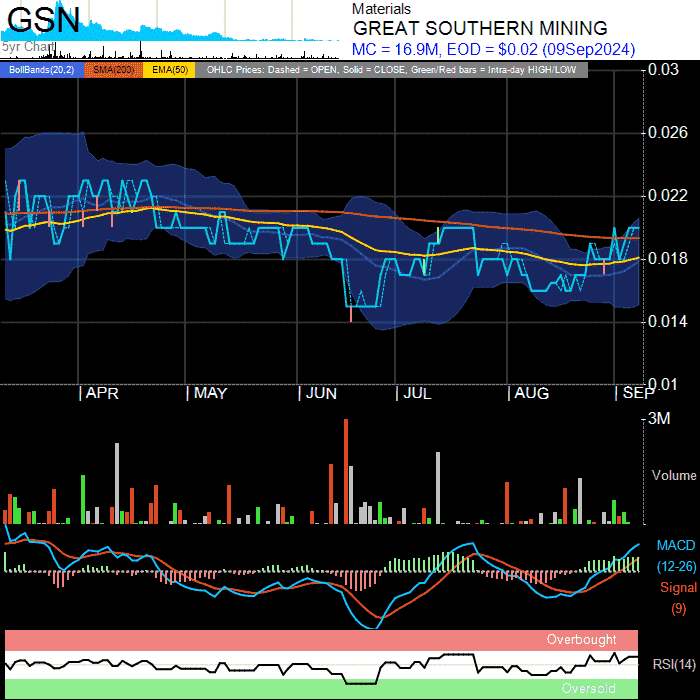 GSN
5yr Chart
Materials
GREAT SOUTHERN MINING
MC = 16.9M, EOD = $0.02 (09Sep2024)
BollBands(20,2) SMA(200) EMA(50) OHLC Prices: Dashed = OPEN, Solid = CLOSE, Green/Red bars = Intra-day HIGH/LOW
0.03
0.026
0.022
0.018
0.014
0.01
| APR | MAY | JUN | JUL | AUG | SEP
3M
Volume
MACD
(12-26)
Signal
(9)
Overbought
RSI(14)
Oversold